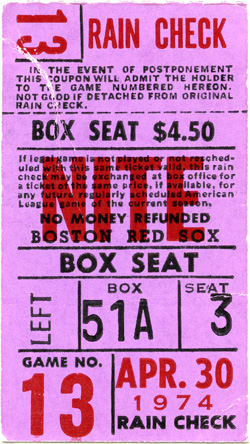 13 RAIN CHECK
IN THE EVENT OF POSTPONEMENT
THIS COUPON WILL ADMIT THE HOLDER
TO THE GAME NUMBERED HEREON.
NOT GOOD IF DETACHED FROM ORIGINAL
RAIN CHECK.
BOX SEAT $4.50
If legal game is not played or not resched-
uled with this same ticket valid, this rain
check may be exchanged at box office for
a ticket of the same price, if available, for
any future regularly scheduled American
League game of the current season.
NITE
NO MONEY REFUNDED
BOSTON RED SOX
BOX SEAT
LEFT
BOX
51A
SEAT
3
GAME NO.
13
APR. 30
1974
RAIN CHECK